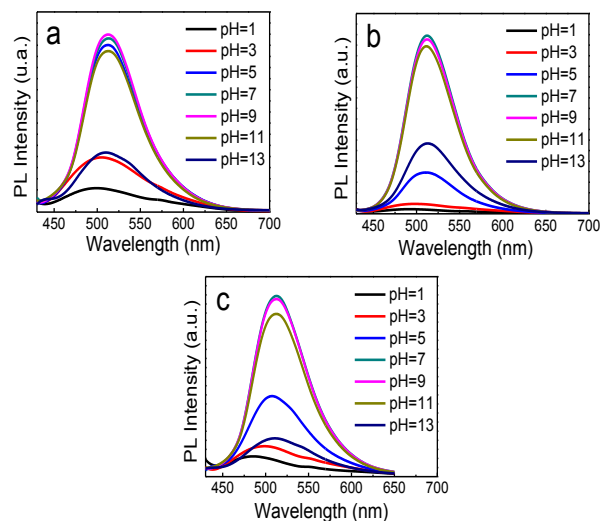 a
pH=1
pH=3
pH=5
pH=7
pH=9
pH=11
pH=13
PL Intensity (u.a.)
450 500 550 600 650 700
Wavelength (nm)
b
pH=1
pH=3
pH=5
pH=7
pH=9
pH=11
pH=13
PL Intensity (a.u.)
450 500 550 600 650 700
Wavelength (nm)
c
pH=1
pH=3
pH=5
pH=7
pH=9
pH=11
pH=13
PL Intensity (a.u.)
450 500 550 600 650 700
Wavelength (nm)